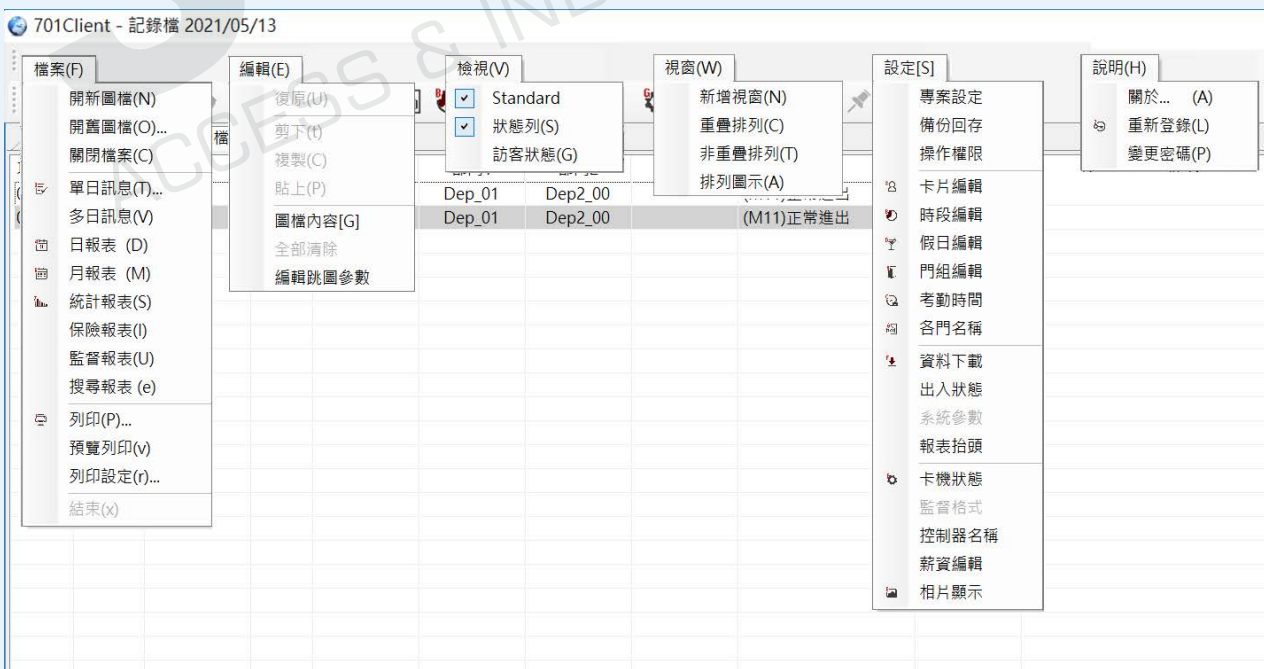 701Client - 記錄檔 2021/05/13
檔案(F)
開新圖檔(N)
開舊圖檔(O)...
關閉檔案(C)
單日訊息(T)...
多日訊息(V)
日報表 (D)
月報表 (M)
統計報表(S)
保險報表(I)
監督報表(U)
搜尋報表 (e)
列印(P)...
預覽列印(v)
列印設定(r)...
結束(x)
檔
編輯(E)
復原(U)
剪下(t)
複製(C)
貼上(P)
圖檔內容[G]
全部清除
編輯跳圖參數
檢視(V)
Standard
狀態列(S)
訪客狀態(G)
Dep_01 Dep2_00
Dep_01 Dep2_00 (M11)正常進出
視窗(W)
新增視窗(N)
重疊排列(C)
非重疊排列(T)
排列圖示(A)
設定[S]
專案設定
備份回存
操作權限
卡片編輯
時段編輯
假日編輯
門組編輯
考勤時間
各門名稱
資料下載
出入狀態
系統參數
報表抬頭
卡機狀態
監督格式
控制器名稱
薪資編輯
相片顯示
說明(H)
關於... (A)
重新登錄(L)
變更密碼(P)
ACCESS &